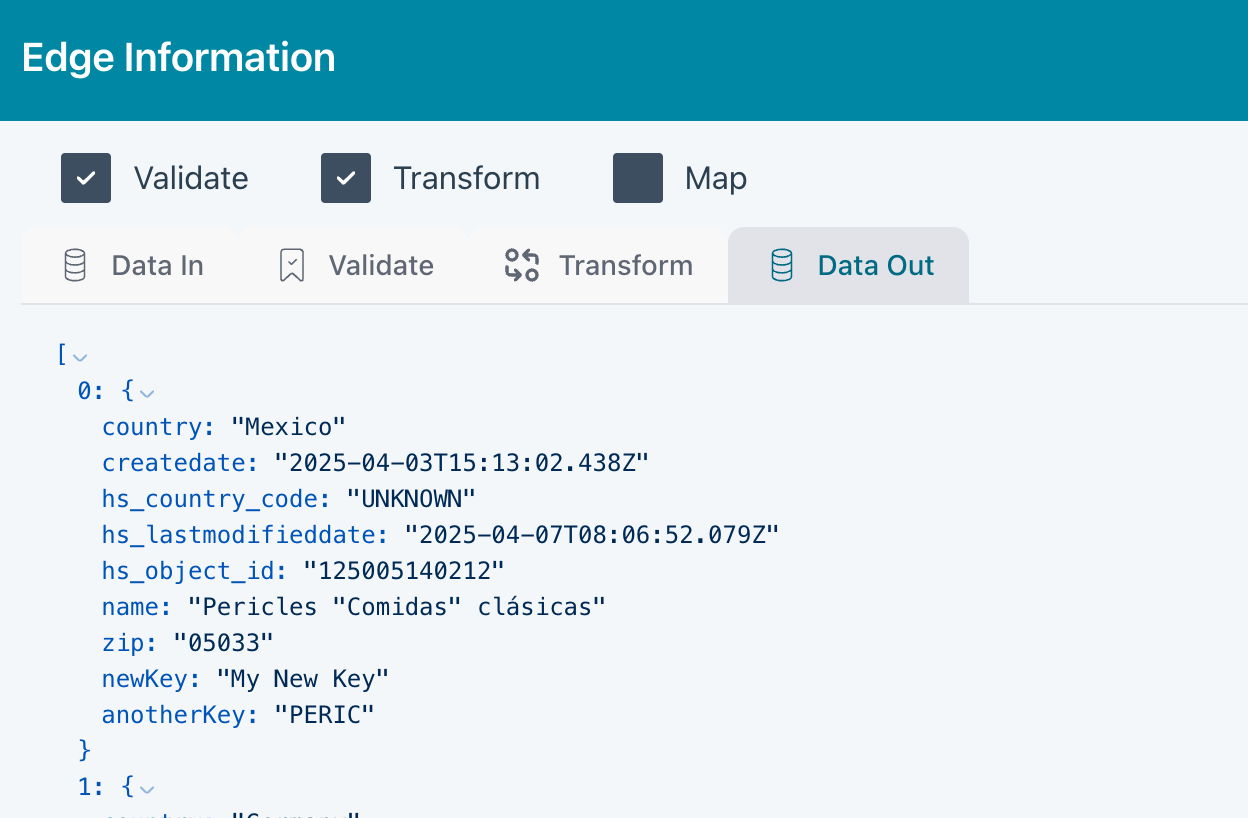 Edge Information
Validate Transform Map
Data In Validate Transform Data Out
[
0: {
country: "Mexico"
createdate: "2025-04-03T15:13:02.438Z"
hs_country_code: "UNKNOWN"
hs_lastmodifieddate: "2025-04-07T08:06:52.079Z"
hs_object_id: "125005140212"
name: "Pericles "Comidas" clásicas"
zip: "05033"
newKey: "My New Key"
anotherKey: "PERIC"
}
1: {